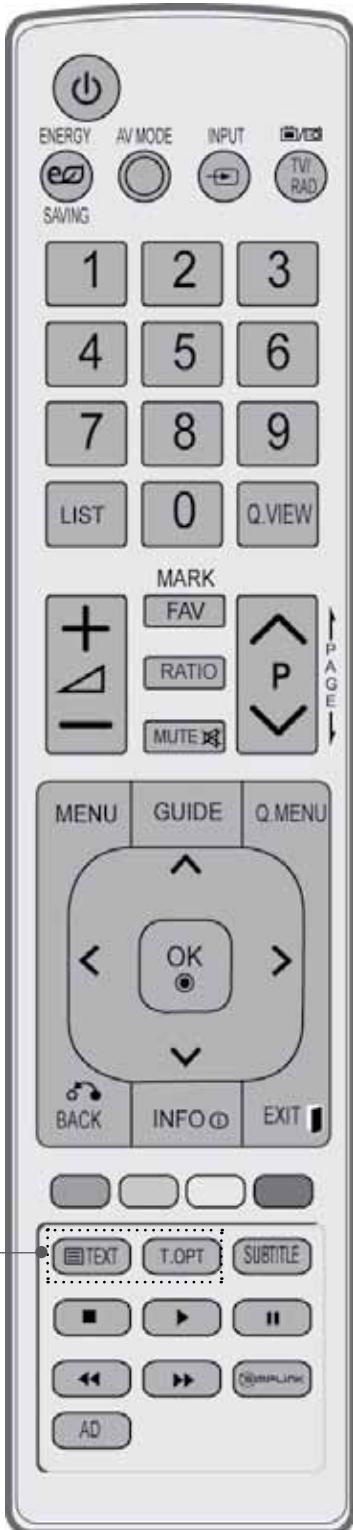 ENERGY AV MODE INPUT
TV/
RAD
SAVING
1 2 3
4 5 6
7 8 9
LIST 0 Q.VIEW
MARK
FAV
RATIO P
PAGE
MUTE
MENU GUIDE Q.MENU
OK
BACK INFO EXIT
TEXT T.OPT SUBTITLE
SIMPLINK
AD